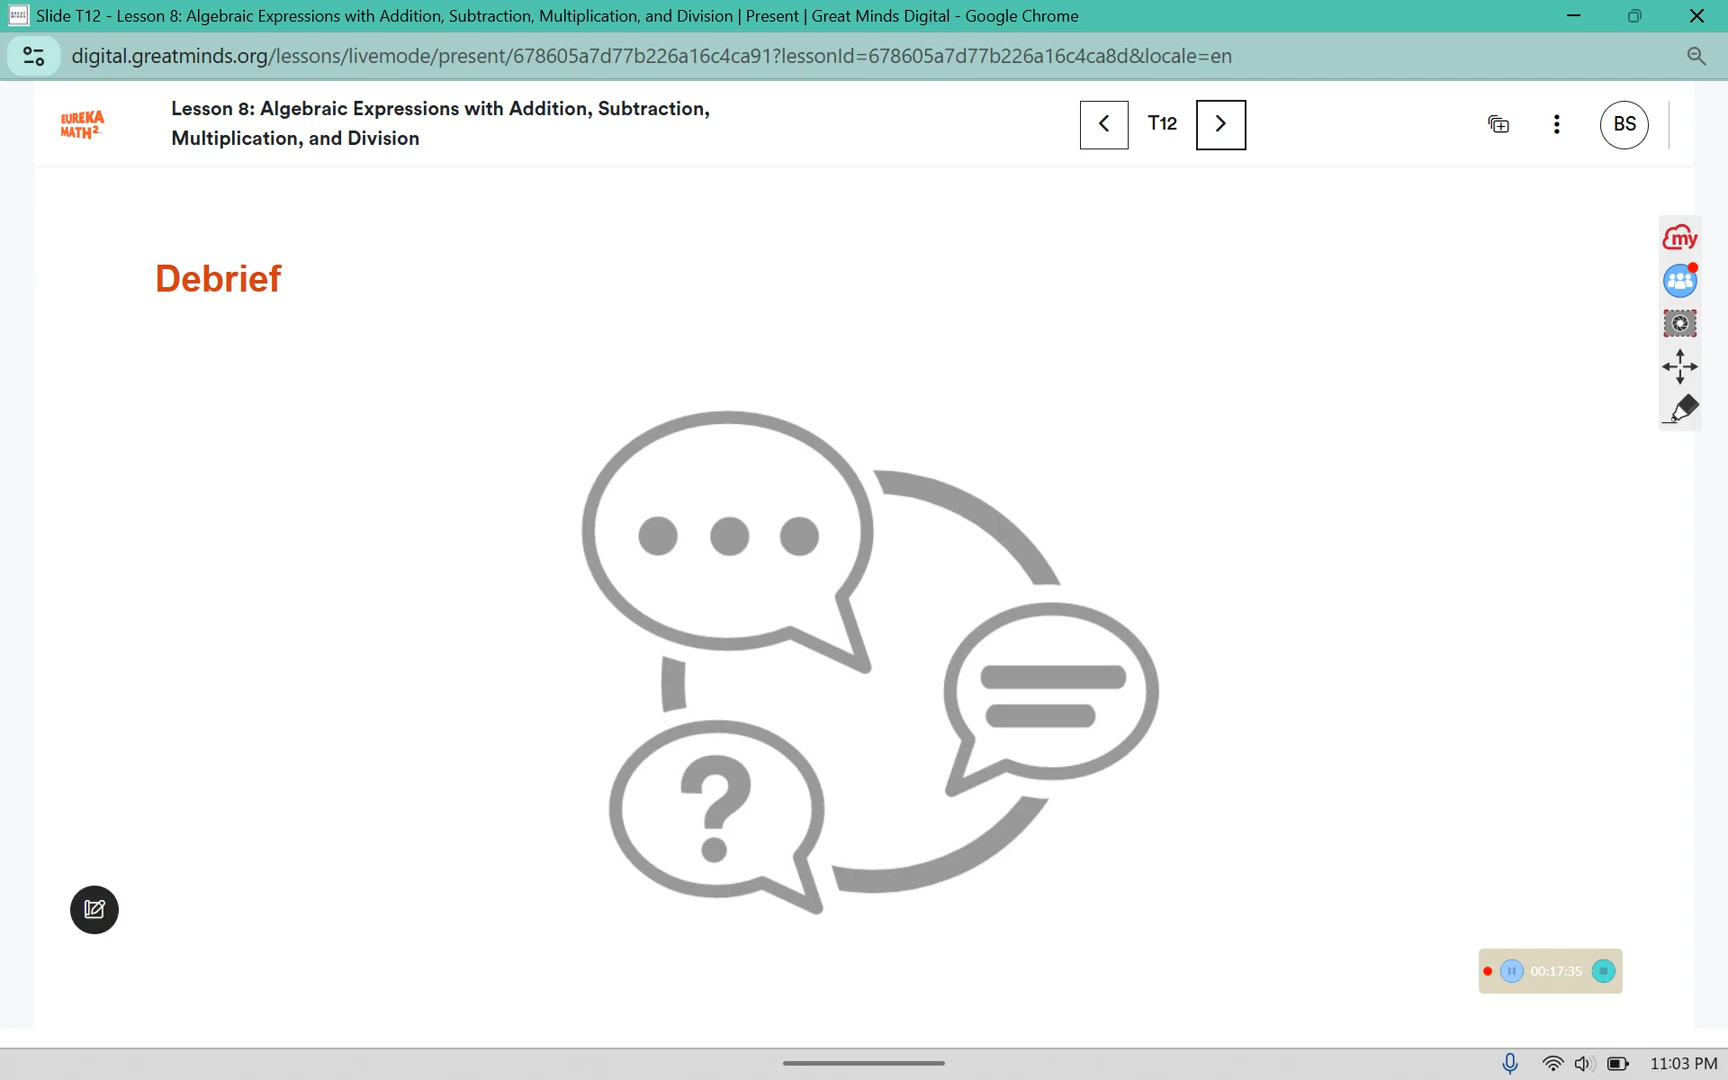 Slide T12 - Lesson 8: Algebraic Expressions with Addition, Subtraction, Multiplication, and Division | Present | Great Minds Digital - Google Chrome
digital.greatminds.org/lessons/livemode/present/678605a7d77b226a16c4ca91?lessonId=678605a7d77b226a16c4ca8d&locale=en
EUREKA
MATH²
Lesson 8: Algebraic Expressions with Addition, Subtraction,
Multiplication, and Division
T12
BS
my
Debrief
?
00:17:35
11:03 PM